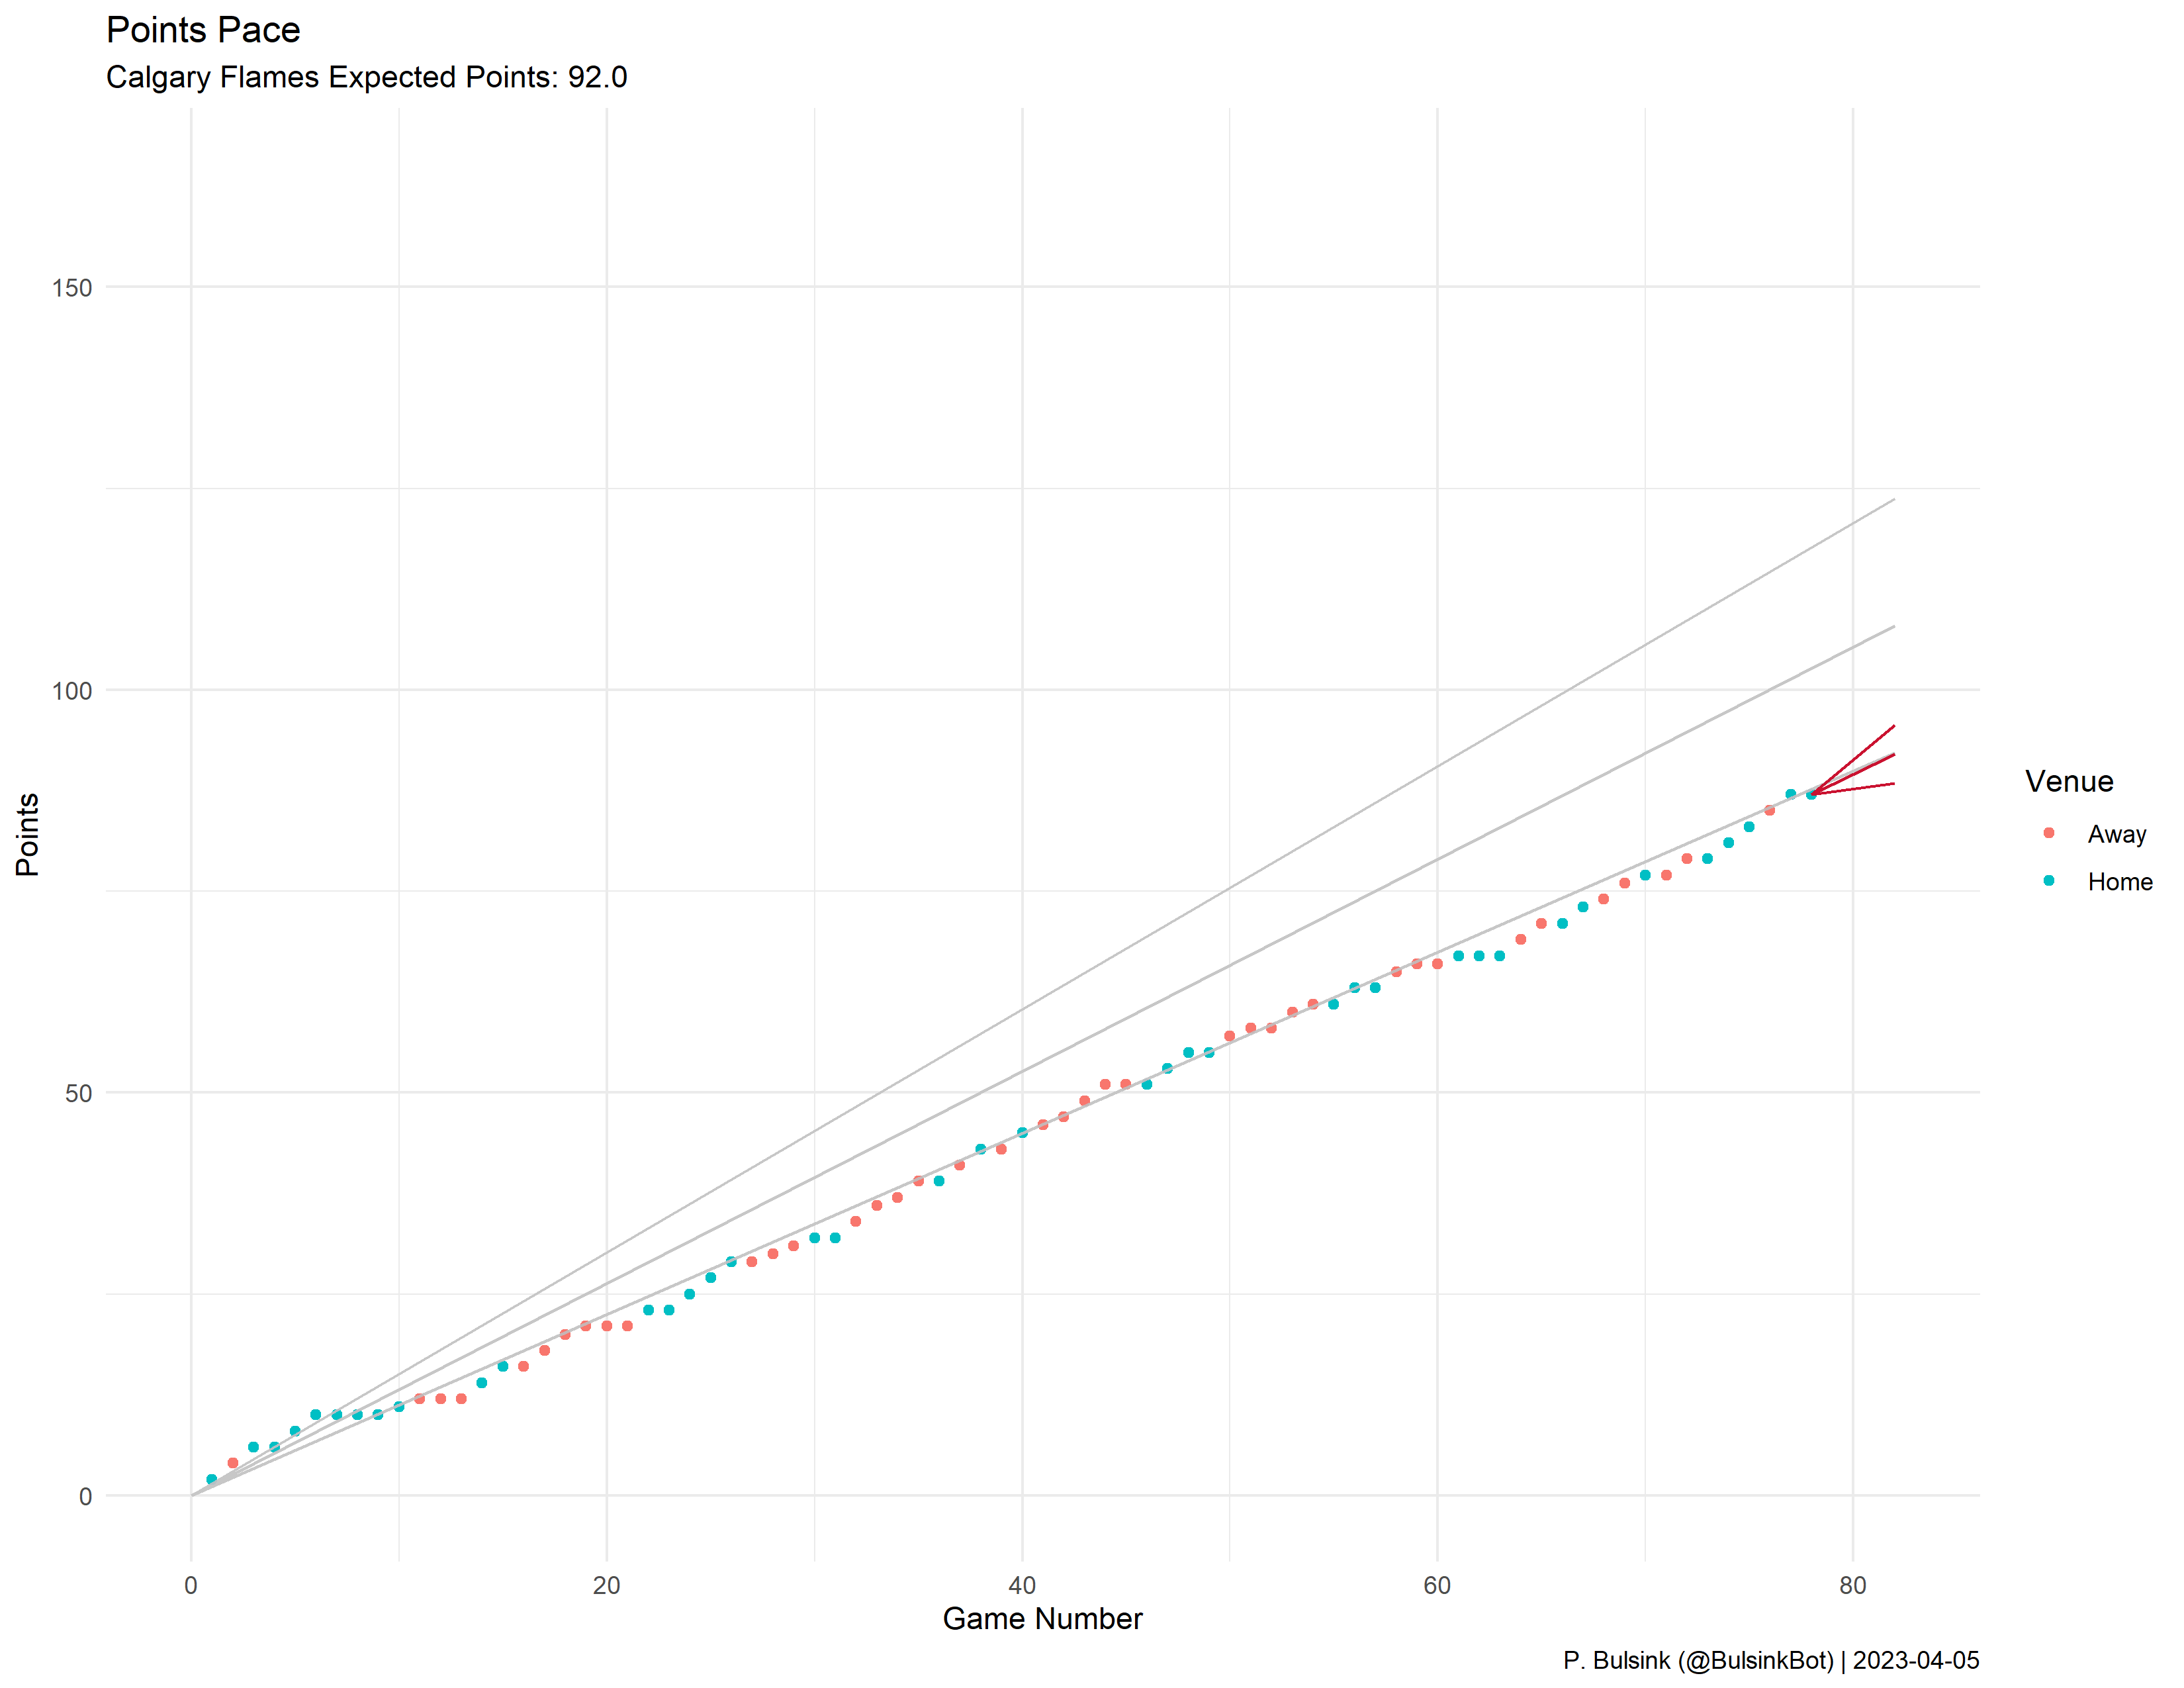 Points Pace
Calgary Flames Expected Points: 92.0
150
100
50
0
Points
0 20 40 60 80
Game Number
Venue
Away
Home
P. Bulsink (@BulsinkBot) | 2023-04-05